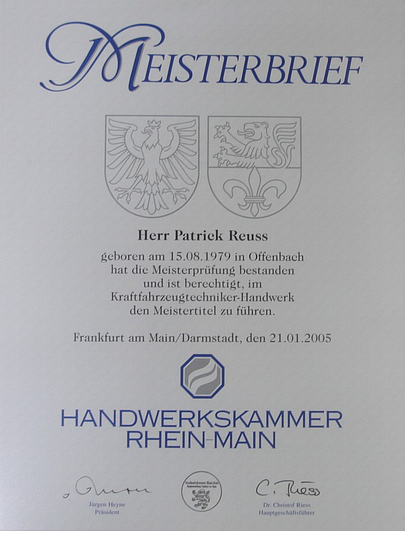 MEISTERBRIEF
Herr Patrick Reuss
geboren am 15.08.1979 in Offenbach
hat die Meisterprüfung bestanden
und ist berechtigt, im
Kraftfahrzeugtechniker-Handwerk
den Meistertitel zu führen.
Frankfurt am Main/Darmstadt, den 21.01.2005
HANDWERKSKAMMER
RHEIN-MAIN
C. Riess
Jürgen Heyne
Präsident
Dr. Christof Riess
Hauptgeschäftsführer